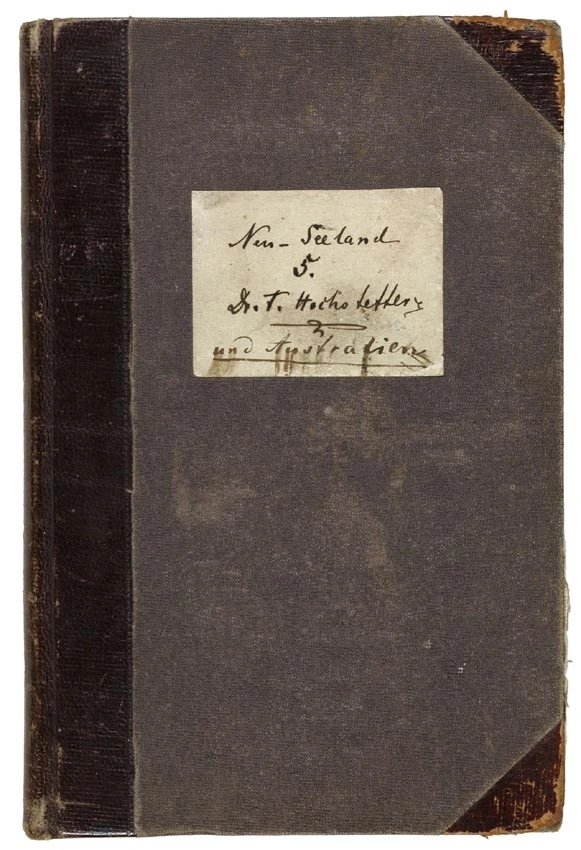 Neu-Seeland
5.
Dr. F. Hochstetter
und Australien